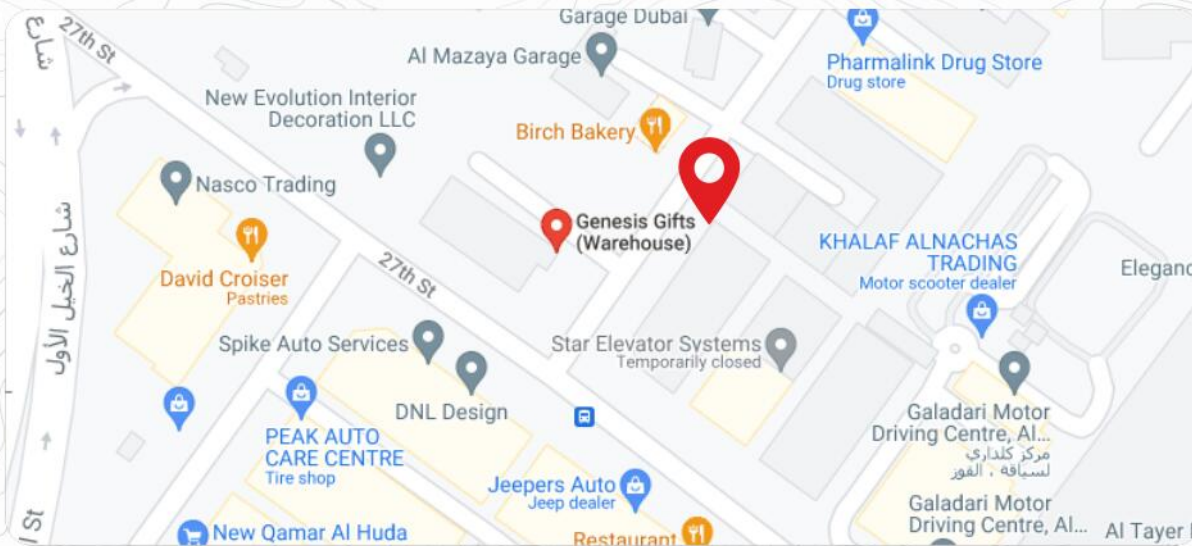 شارع
27th St
Garage Dubai
Al Mazaya Garage
Pharmalink Drug Store
Drug store
New Evolution Interior
Decoration LLC
Birch Bakery
Nasco Trading
Genesis Gifts
(Warehouse)
KHALAF ALNACHAS
TRADING
Motor scooter dealer
شارع الخيل الأول
David Croiser
Pastries
27th St
Eleganc
Spike Auto Services
Star Elevator Systems
Temporarily closed
DNL Design
Galadari Motor
Driving Centre, Al...
مركز كلداري
لسياقة ، القوز
PEAK AUTO
CARE CENTRE
Tire shop
Jeepers Auto
Jeep dealer
Galadari Motor
Driving Centre, Al...
l St
New Qamar Al Huda
Restaurant
Al Tayer